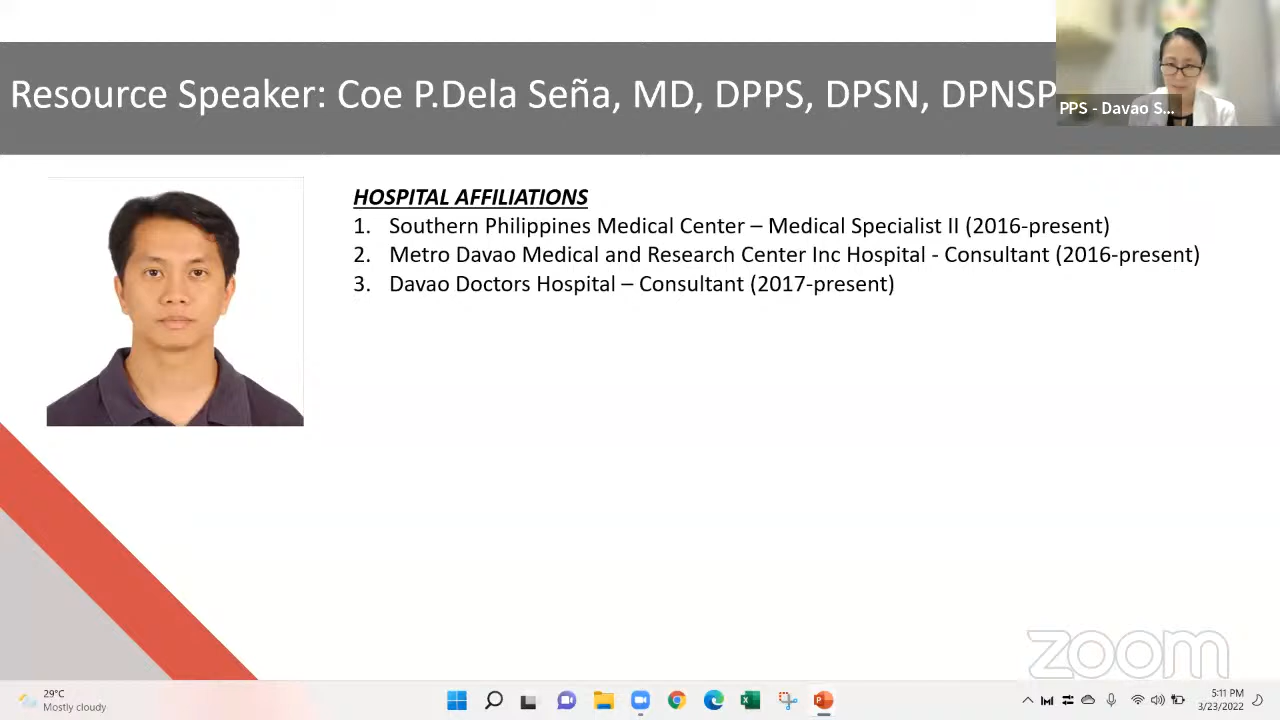 Resource Speaker: Coe P.Dela Seña, MD, DPPS, DPSN, DPNSP
PPS - Davao S...
HOSPITAL AFFILIATIONS
1. Southern Philippines Medical Center – Medical Specialist II (2016-present)
2. Metro Davao Medical and Research Center Inc Hospital - Consultant (2016-present)
3. Davao Doctors Hospital – Consultant (2017-present)
zoom
29°C
Mostly cloudy
5:11 PM
3/23/2022